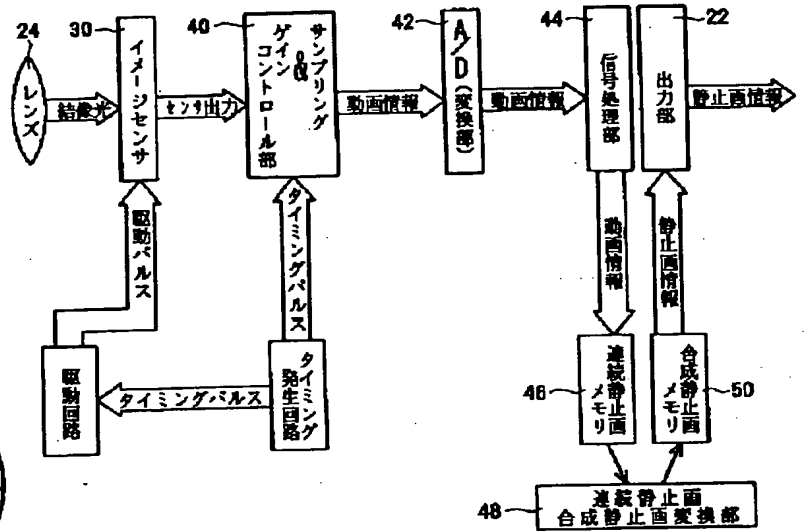 24
レンズ
結像光
30
イメージセンサ
センサ出力
40
サンプリング
&
ゲイン
コントロール部
動画情報
42
A/D(変換部)
動画情報
44
信号処理部
22
出力部
静止画情報
駆動パルス
タイミングパルス
動画情報
静止画情報
駆動回路
タイミングパルス
タイミング
発生回路
46
連続静止画
メモリ
合成静止画
メモリ
50
48
連続静止画
合成静止画変換部